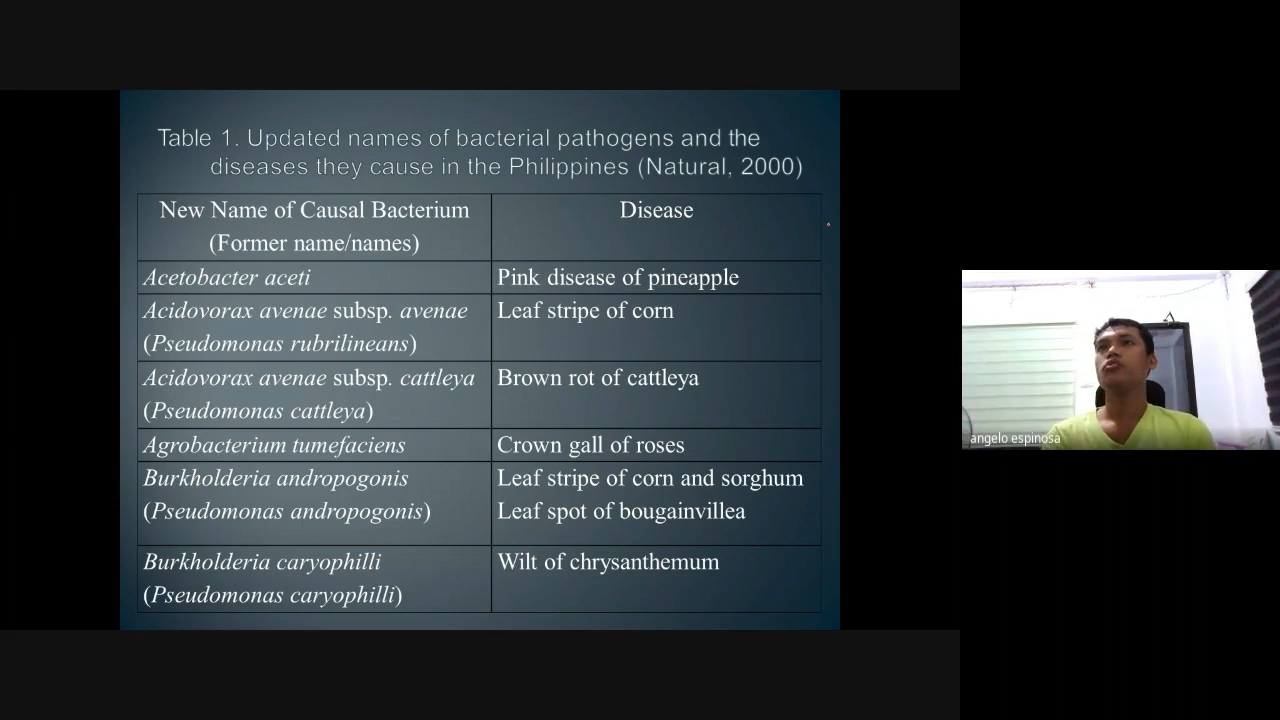 Table 1. Updated names of bacterial pathogens and the
diseases they cause in the Philippines (Natural, 2000)
New Name of Causal Bacterium
(Former name/names)
Disease
Acetobacter aceti
Pink disease of pineapple
Acidovorax avenae subsp. avenae
(Pseudomonas rubrilineans)
Leaf stripe of corn
Acidovorax avenae subsp. cattleya
(Pseudomonas cattleya)
Brown rot of cattleya
Agrobacterium tumefaciens
Crown gall of roses
Burkholderia andropogonis
(Pseudomonas andropogonis)
Leaf stripe of corn and sorghum
Leaf spot of bougainvillea
Burkholderia caryophilli
(Pseudomonas caryophilli)
Wilt of chrysanthemum
angelo espinosa